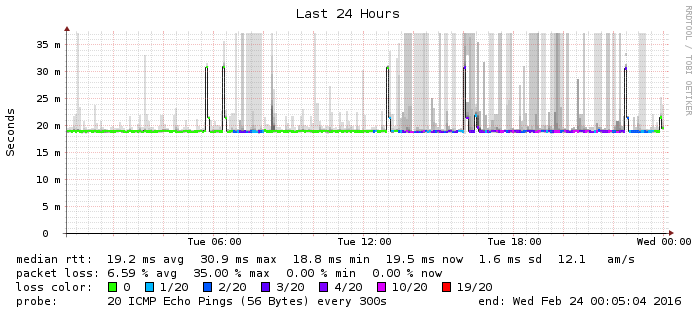 Last 24 Hours
RRDTOOL / TOBI OETIKER
Seconds
35 m
30 m
25 m
20 m
15 m
10 m
5 m
0
Tue 06:00 Tue 12:00 Tue 18:00 Wed 00:00
median rtt: 19.2 ms avg 30.9 ms max 18.8 ms min 19.5 ms now 1.6 ms sd 12.1 am/s
packet loss: 6.59 % avg 35.00 % max 0.00 % min 0.00 % now
loss color: 0 1/20 2/20 3/20 4/20 10/20 19/20
probe: 20 ICMP Echo Pings (56 Bytes) every 300s end: Wed Feb 24 00:05:04 2016